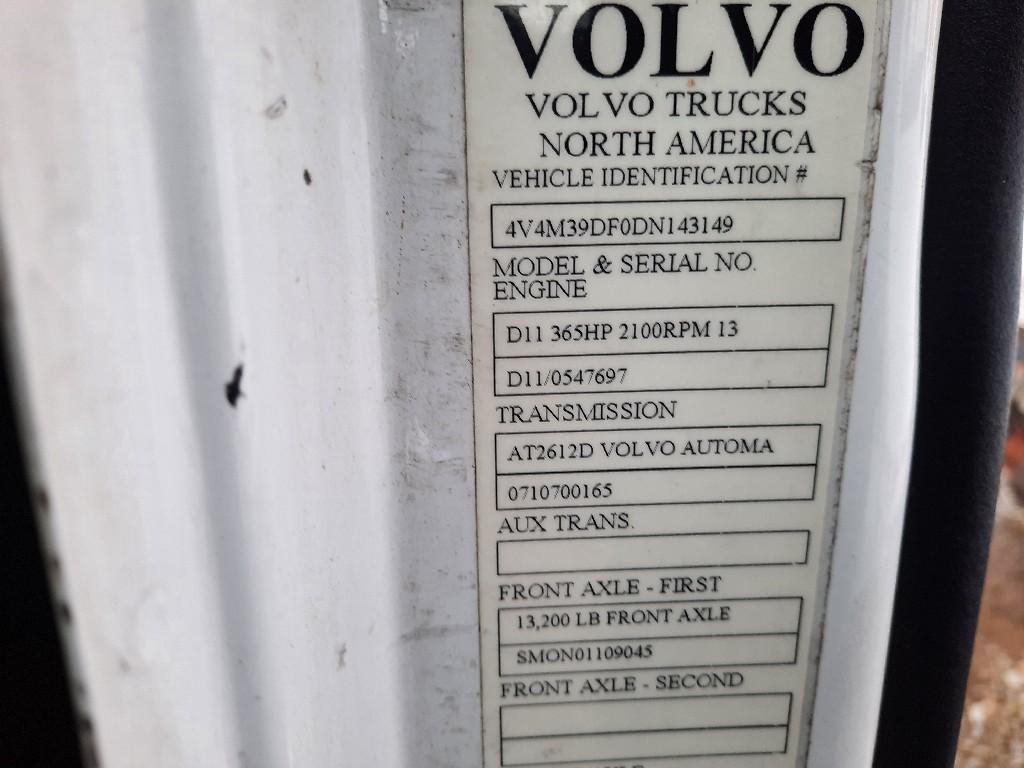 VOLVO
VOLVO TRUCKS
NORTH AMERICA
VEHICLE IDENTIFICATION #
4V4M39DF0DN143149
MODEL & SERIAL NO.
ENGINE
D11 365HP 2100RPM 13
D11/0547697
TRANSMISSION
AT2612D VOLVO AUTOMA
0710700165
AUX TRANS.
FRONT AXLE - FIRST
13,200 LB FRONT AXLE
SMON01109045
FRONT AXLE - SECOND